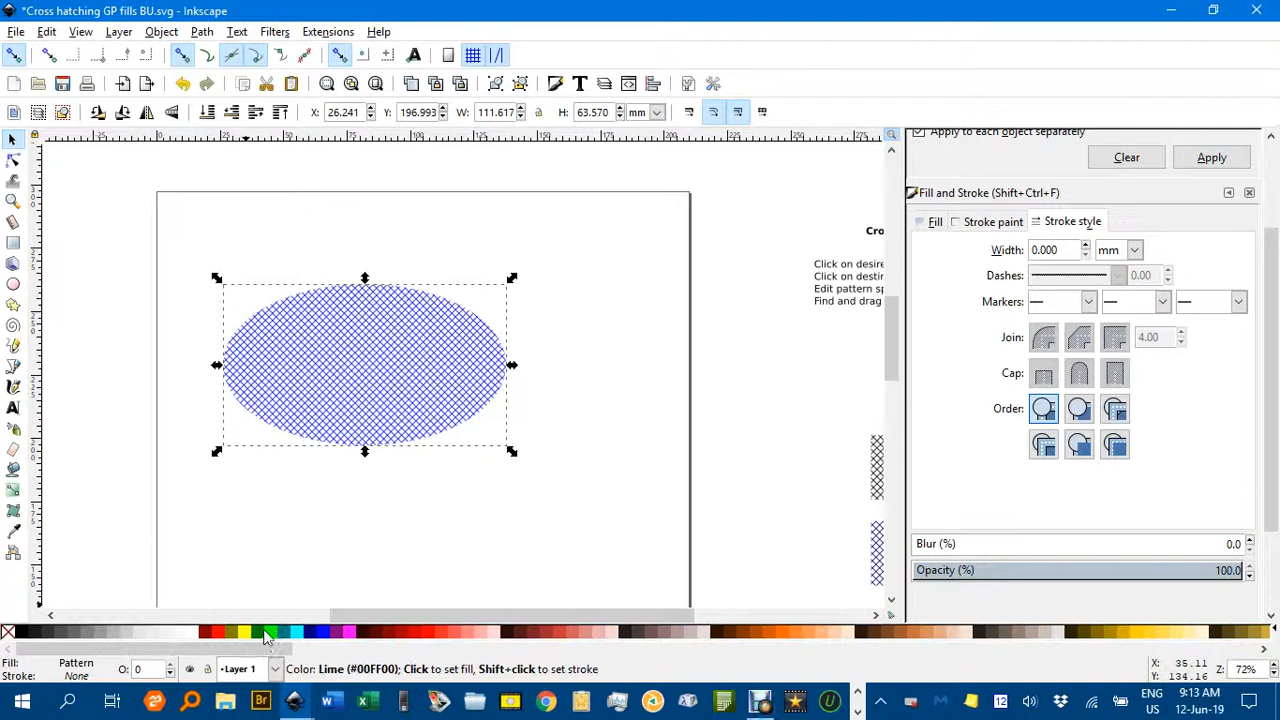 *Cross hatching GP fills BU.svg - Inkscape
File Edit View Layer Object Path Text Filters Extensions Help
X: 26.241 Y: 196.993 W: 111.617 H: 63.570 mm
Apply to each object separately
Clear Apply
Fill and Stroke (Shift+Ctrl+F)
Fill Stroke paint Stroke style
Width: 0.000 mm
Dashes: 0.00
Markers:
Join: 4.00
Cap:
Order:
Cro
Click on desire
Click on destin
Edit pattern sp
Find and drag
Blur (%) 0.0
Opacity (%) 100.0
Fill: Pattern O: 0 Layer 1 Color: Lime (#00FF00); Click to set fill, Shift+click to set stroke X: 35.11 Z: 72%
Stroke: None Y: 134.16
ENG 9:13 AM
US 12-Jun-19